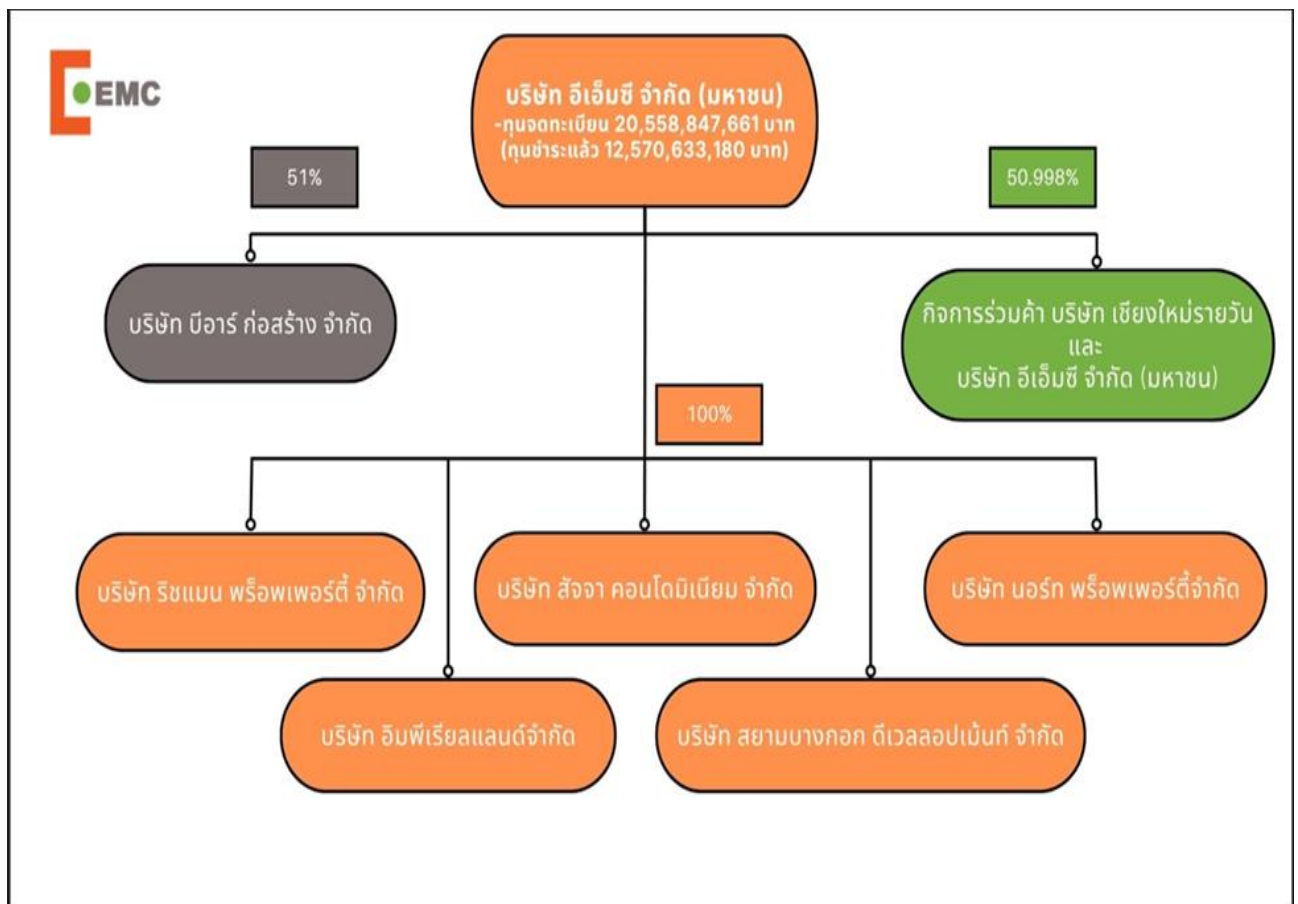 EMC
บริษัท อีเอ็มซี จำกัด (มหาชน)
-ทุนจดทะเบียน 20,558,847,661 บาท
(ทุนชำระแล้ว 12,570,633,180 บาท)
51%
50.998%
บริษัท บีอาร์ ก่อสร้าง จำกัด
กิจการร่วมค้า บริษัท เชียงใหม่รายวัน
และ
บริษัท อีเอ็มซี จำกัด (มหาชน)
100%
บริษัท ริชแมน พร็อพเพอร์ตี้ จำกัด
บริษัท สัจจา คอนโดมิเนียม จำกัด
บริษัท นอร์ท พร็อพเพอร์ตี้จำกัด
บริษัท อิมพีเรียลแลนด์จำกัด
บริษัท สยามบางกอก ดีเวลลอปเม้นท์ จำกัด